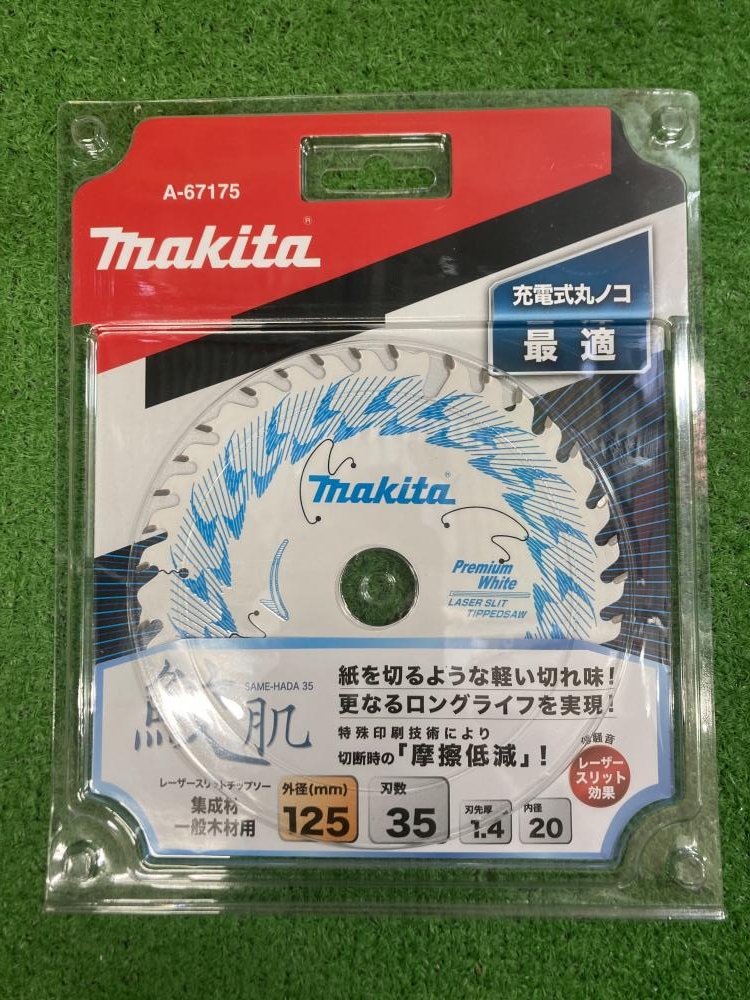 A-67175
makita®
充電式丸ノコ
最適
makita®
Premium
White
LASER SLIT
TIPPEDSAW
鮫肌
SAME-HADA 35
紙を切るような軽い切れ味!
更なるロングライフを実現!
特殊印刷技術により
切断時の「摩擦低減」!
低騒音
レーザー
スリット
効果
レーザースリットチップソー
集成材
一般木材用
外径(mm)
125
刃数
35
刃先厚
1.4
内径
20